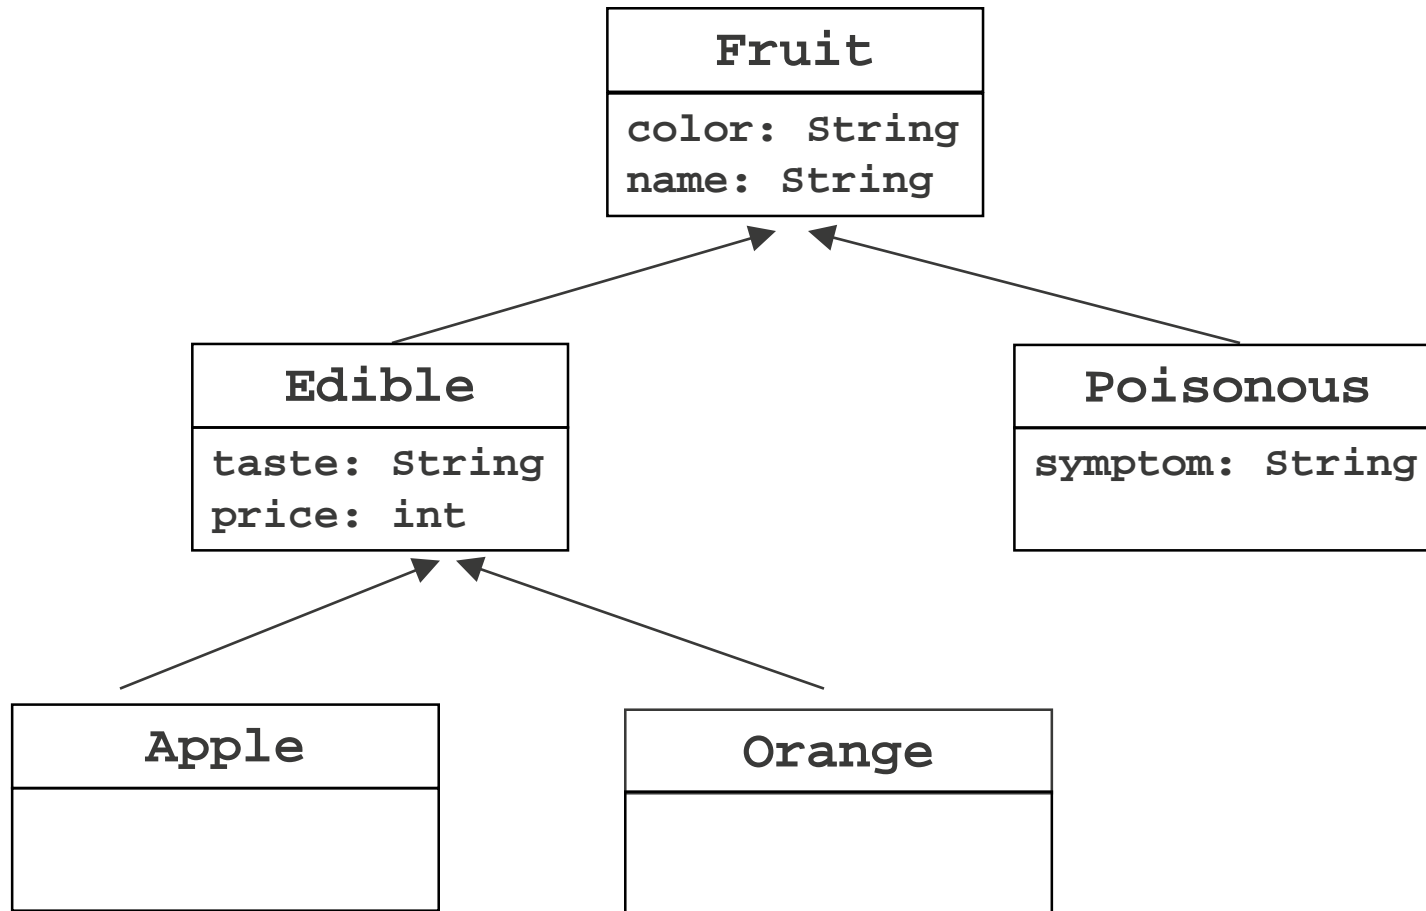 Fruit
color: String
name: String
Edible
taste: String
price: int
Poisonous
symptom: String
Apple
Orange